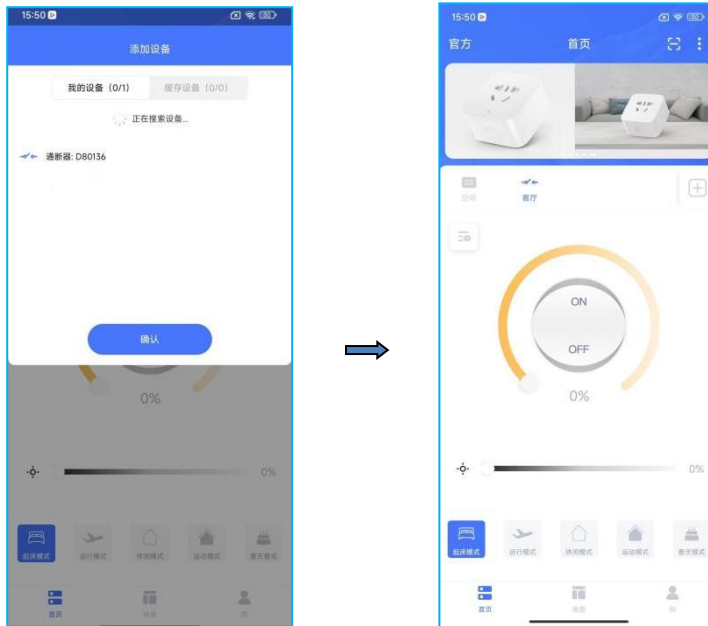 15:50
添加设备
我的设备（0/1）
缓存设备（0/0）
正在搜索设备...
通断器: D80136
确认
0%
0%
起床模式
运行模式
休闲模式
运动模式
春天模式
首页
场景
我
15:50
官方
首页
空间
客厅
ON
OFF
0%
0%
起床模式
运行模式
休闲模式
运动模式
春天模式
首页
场景
我